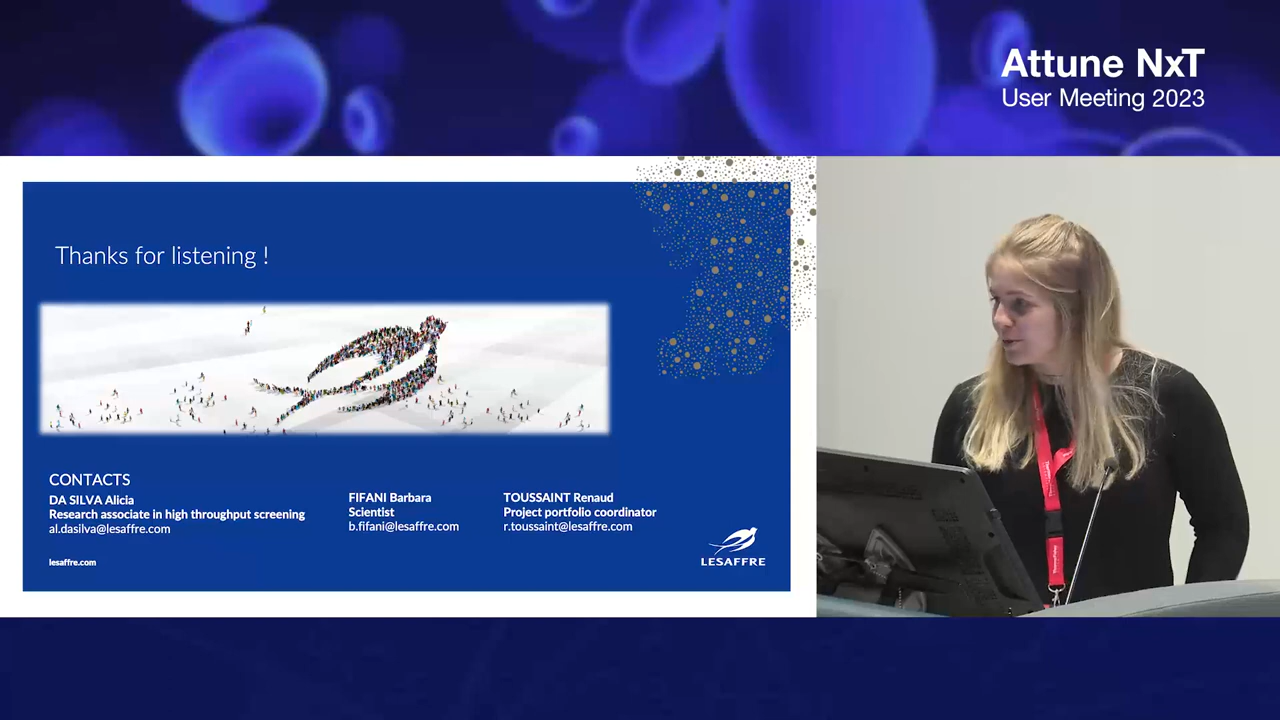 Attune NxT
User Meeting 2023
Thanks for listening !
CONTACTS
DA SILVA Alicia
Research associate in high throughput screening
al.dasilva@lesaffre.com
FIFANI Barbara
Scientist
b.fifani@lesaffre.com
TOUSSAINT Renaud
Project portfolio coordinator
r.toussaint@lesaffre.com
lesaffre.com
LESAFFRE